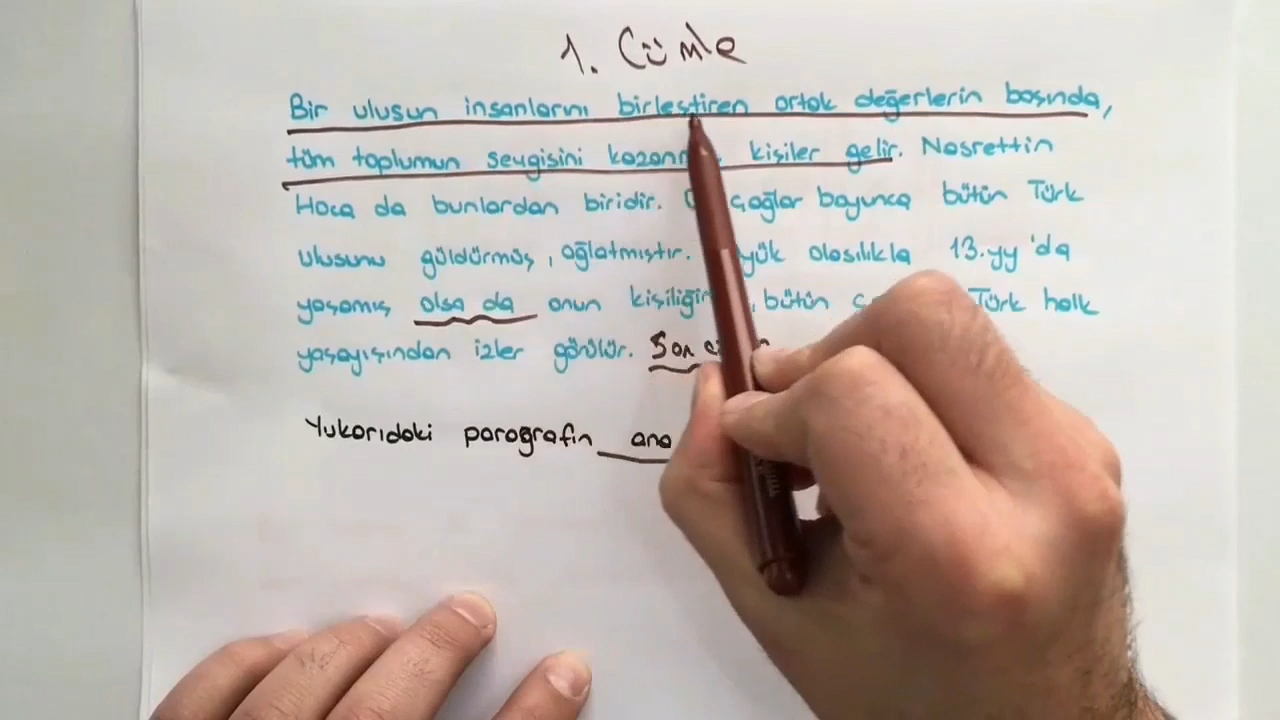 1. Cümle
Bir ulusun insanlarını birleştiren ortak değerlerin başında,
tüm toplumun sevgisini kişiler gelir. Nasrettin
Hoca da bunlardan biridir. çağlar boyunca bütün Türk
ulusunu güldürmüş, ağlatmıştır. olasılıkla 13.yy'da
yaşamış olsa da onun bütün Türk halk
yaşayışından izler görülür. Son
Yukarıdaki paragrafın ana